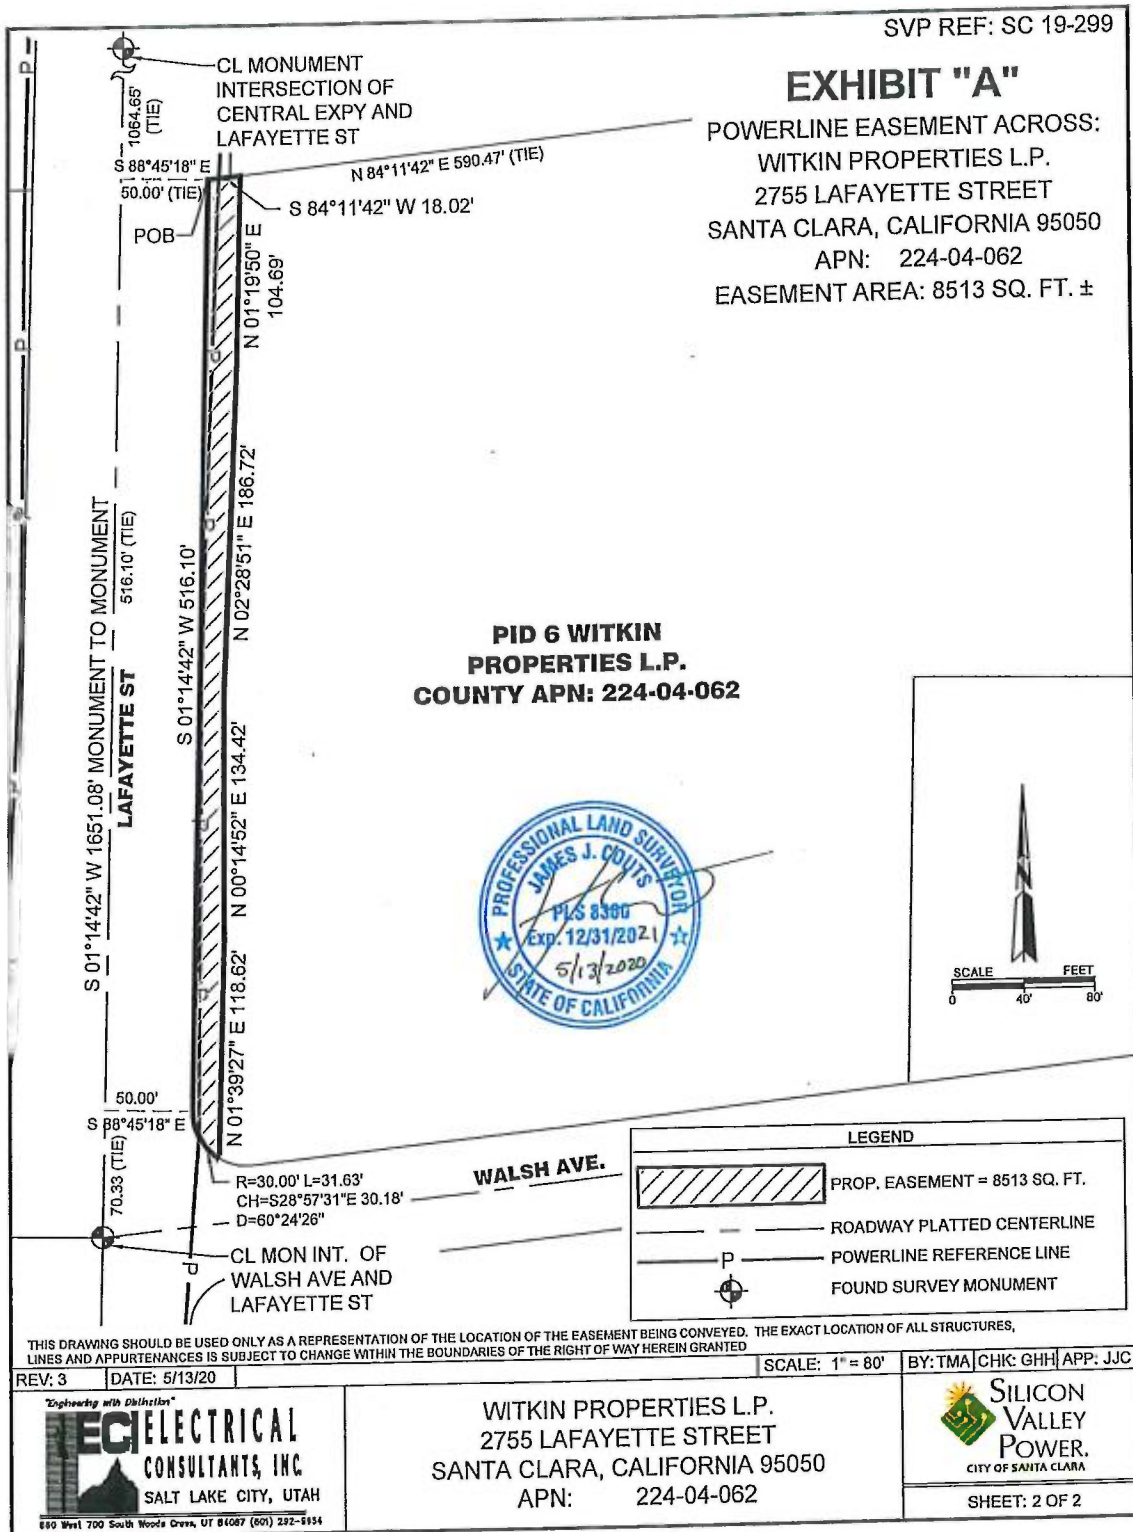 SVP REF: SC 19-299
EXHIBIT "A"
POWERLINE EASEMENT ACROSS:
WITKIN PROPERTIES L.P.
2755 LAFAYETTE STREET
SANTA CLARA, CALIFORNIA 95050
APN: 224-04-062
EASEMENT AREA: 8513 SQ. FT. ±
CL MONUMENT
INTERSECTION OF
CENTRAL EXPY AND
LAFAYETTE ST
1064.65'
(TIE)
S 88°45'18" E
50.00' (TIE)
N 84°11'42" E 590.47' (TIE)
S 84°11'42" W 18.02'
POB
N 01°19'50" E
104.69'
N 02°28'51" E 186.72'
S 01°14'42" W 516.10'
516.10' (TIE)
S 01°14'42" W 1651.08' MONUMENT TO MONUMENT
LAFAYETTE ST
N 00°14'52" E 134.42'
N 01°39'27" E 118.62'
P
P
P
P
P
P
P
P
PID 6 WITKIN
PROPERTIES L.P.
COUNTY APN: 224-04-062
PROFESSIONAL LAND SURVEYOR
JAMES J. COUTS
PLS 8360
Exp. 12/31/2021
5/13/2020
STATE OF CALIFORNIA
N
SCALE FEET
0 40' 80'
50.00'
S 88°45'18" E
70.33 (TIE)
R=30.00' L=31.63'
CH=S28°57'31"E 30.18'
D=60°24'26"
WALSH AVE.
CL MON INT. OF
WALSH AVE AND
LAFAYETTE ST
LEGEND
PROP. EASEMENT = 8513 SQ. FT.
ROADWAY PLATTED CENTERLINE
P POWERLINE REFERENCE LINE
FOUND SURVEY MONUMENT
THIS DRAWING SHOULD BE USED ONLY AS A REPRESENTATION OF THE LOCATION OF THE EASEMENT BEING CONVEYED. THE EXACT LOCATION OF ALL STRUCTURES,
LINES AND APPURTENANCES IS SUBJECT TO CHANGE WITHIN THE BOUNDARIES OF THE RIGHT OF WAY HEREIN GRANTED
SCALE: 1" = 80' BY: TMA CHK: GHH APP: JJC
REV: 3 DATE: 5/13/20
"Engineering with Distinction"
ECI ELECTRICAL
CONSULTANTS, INC.
SALT LAKE CITY, UTAH
660 West 700 South Woods Cross, UT 84087 (801) 292-9954
WITKIN PROPERTIES L.P.
2755 LAFAYETTE STREET
SANTA CLARA, CALIFORNIA 95050
APN: 224-04-062
SILICON
VALLEY
POWER.
CITY OF SANTA CLARA
SHEET: 2 OF 2